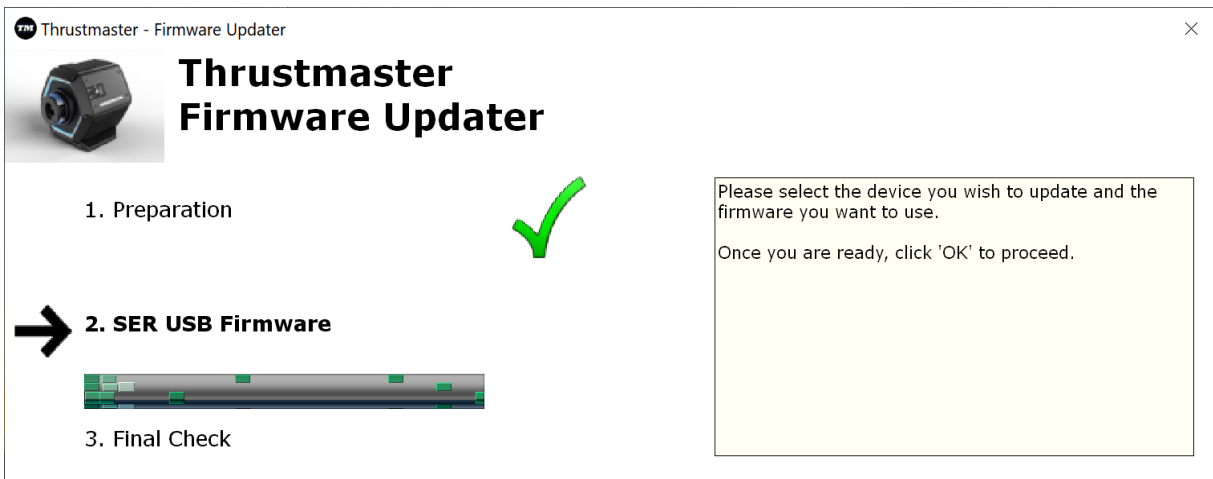 TM Thrustmaster - Firmware Updater
Thrustmaster
Firmware Updater
1. Preparation
2. SER USB Firmware
3. Final Check
Please select the device you wish to update and the
firmware you want to use.
Once you are ready, click 'OK' to proceed.